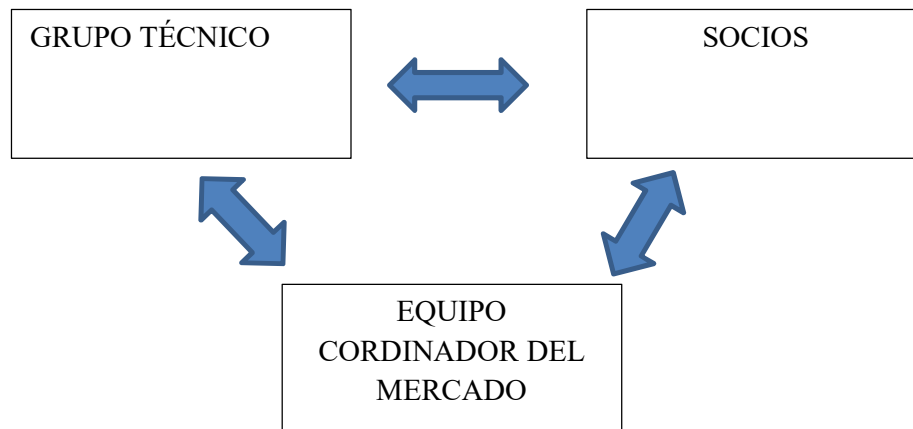 GRUPO TÉCNICO
SOCIOS
EQUIPO
CORDINADOR DEL
MERCADO